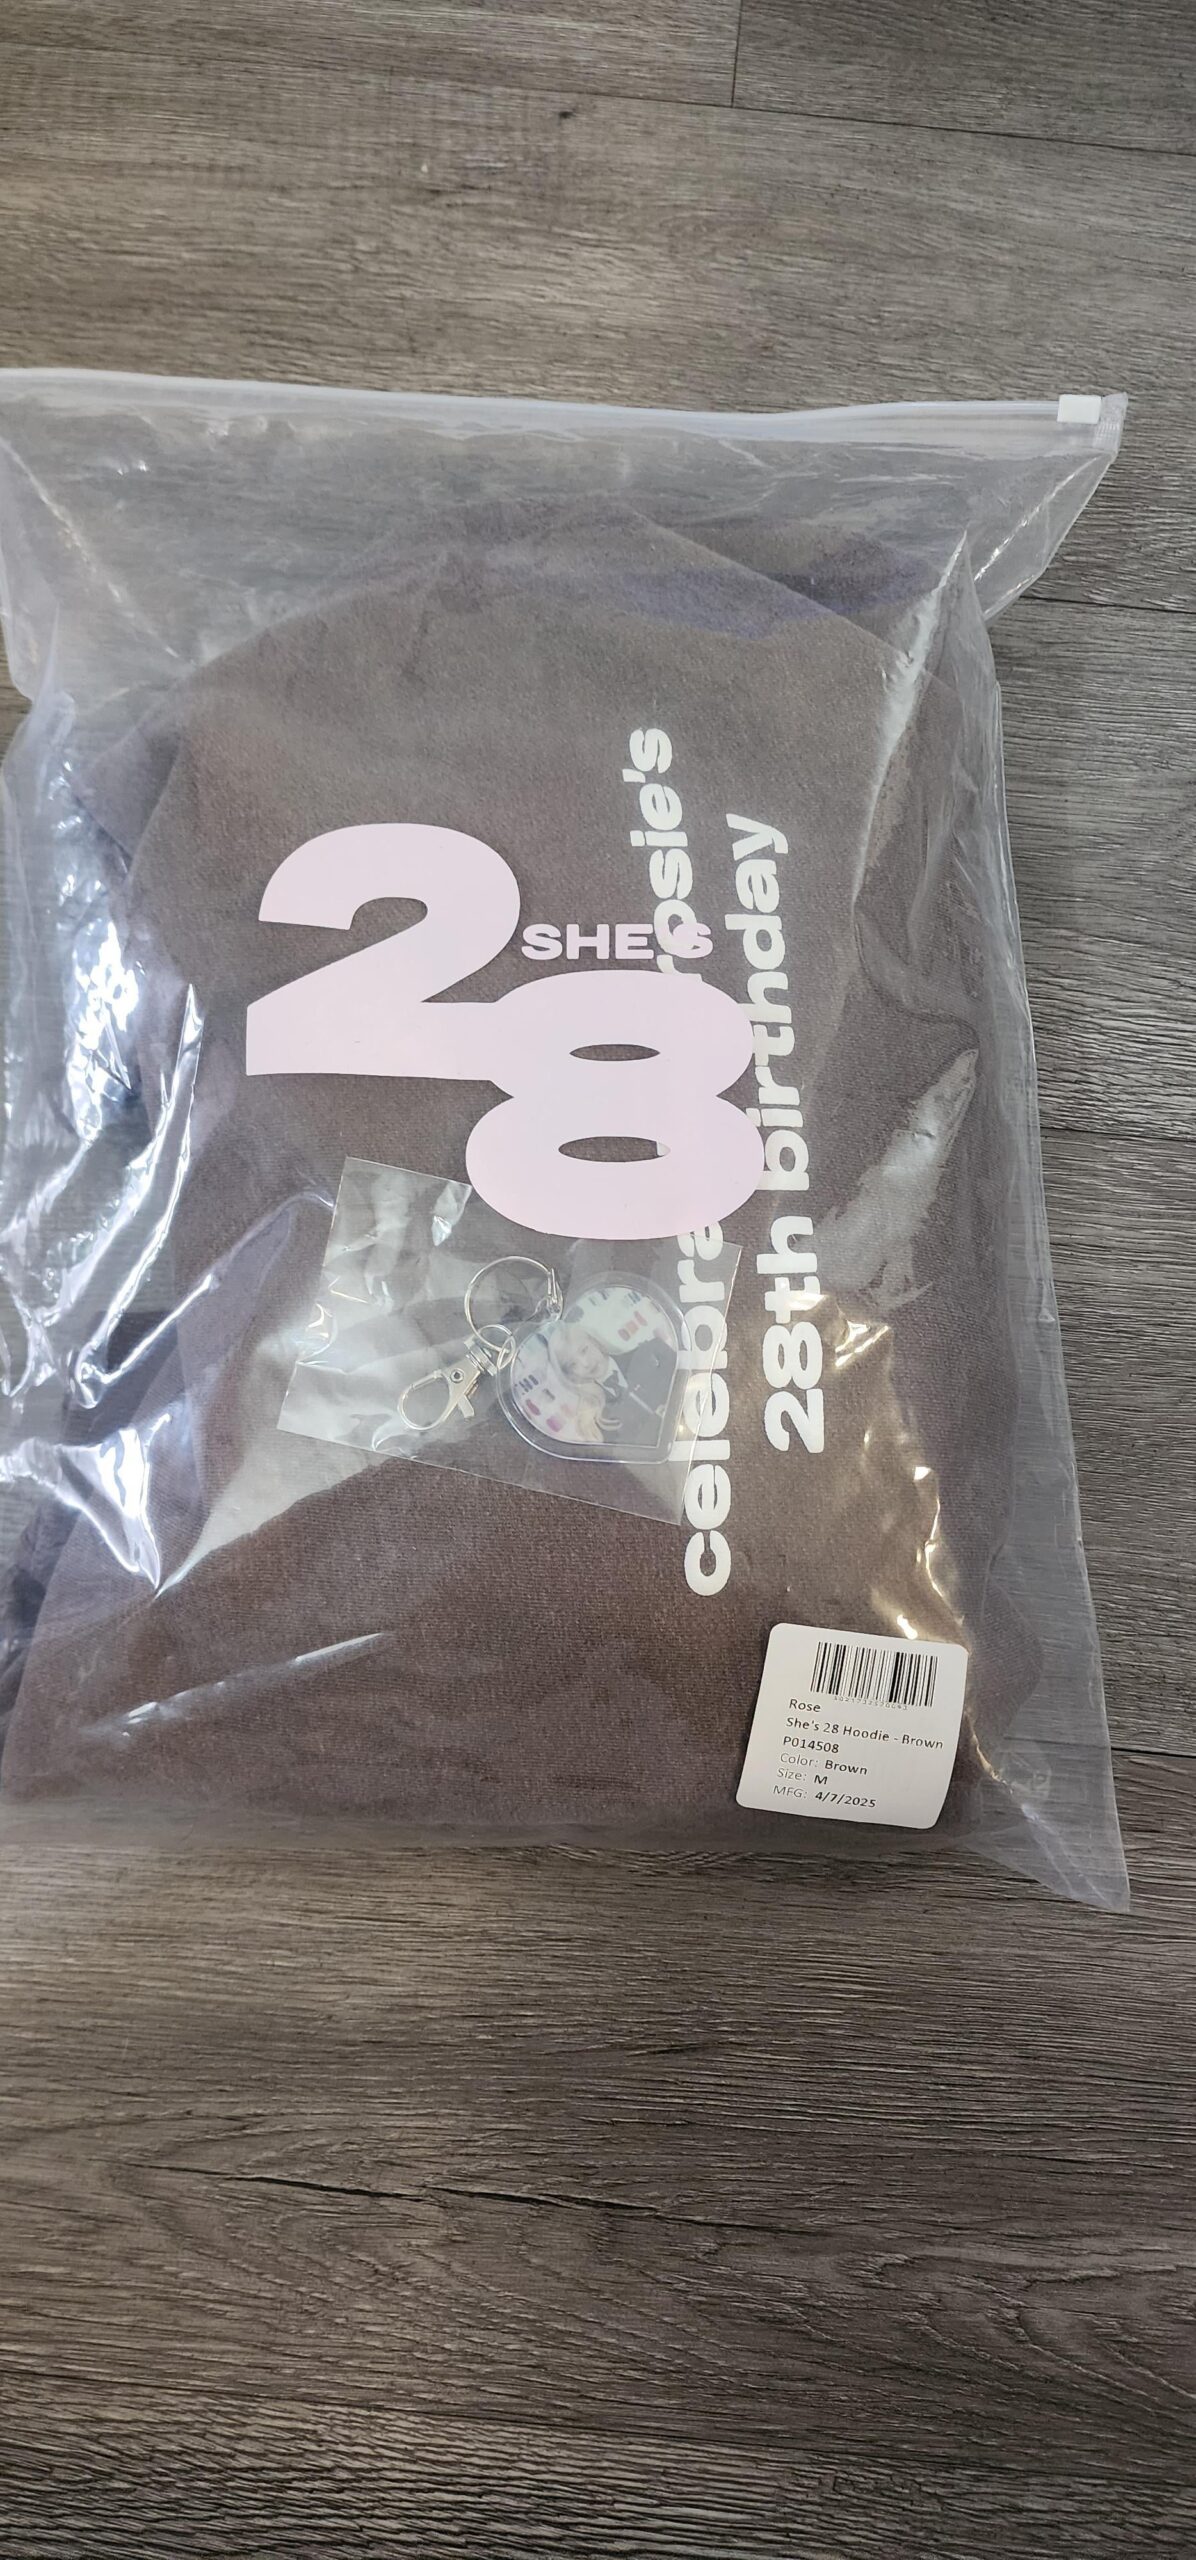 2
SHE'S
8
celebra
psie's
28th birthday
Rose
She's 28 Hoodie - Brown
P014508
Color: Brown
Size: M
MFG: 4/7/2025